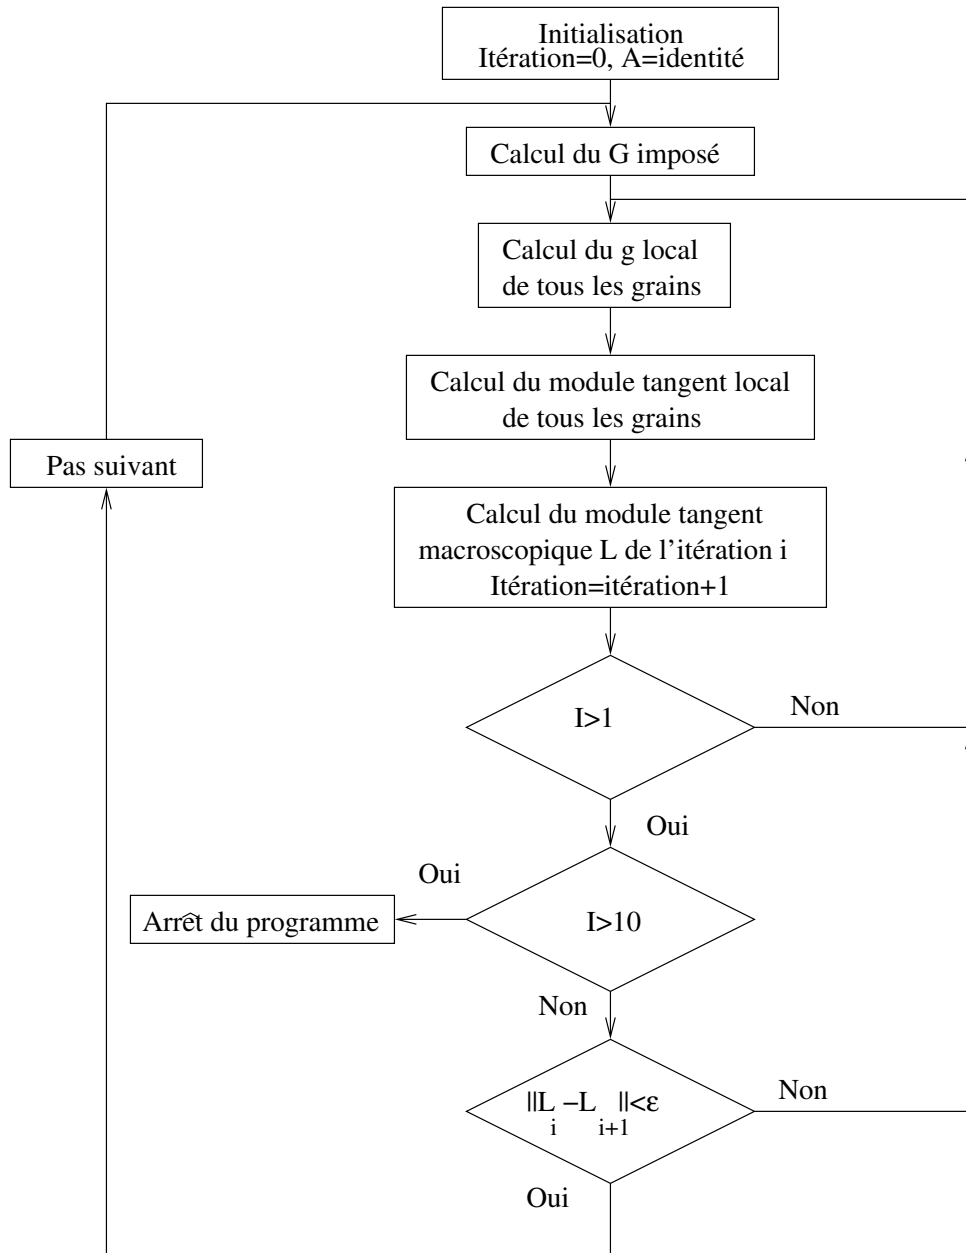 Initialisation
Itération=0, A=identité
Calcul du G imposé
Calcul du g local
de tous les grains
Calcul du module tangent local
de tous les grains
Pas suivant
Calcul du module tangent
macroscopique L de l'itération i
Itération=itération+1
I>1
Non
Oui
Oui
Arrêt du programme
I>10
Non
||L_i−L_{i+1}||<ε
Non
Oui